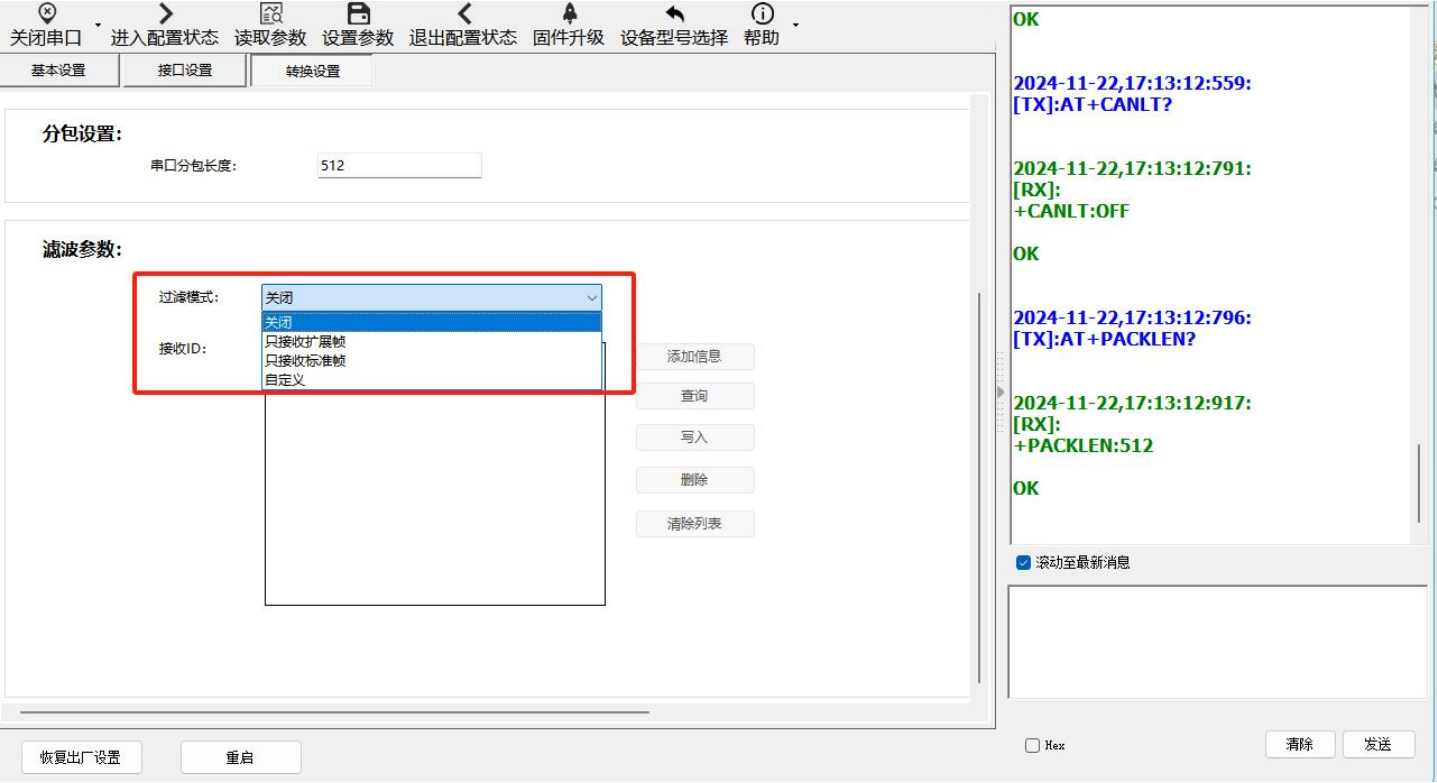 关闭串口 进入配置状态 读取参数 设置参数 退出配置状态 固件升级 设备型号选择 帮助
基本设置 接口设置 转换设置
分包设置:
串口分包长度: 512
滤波参数:
过滤模式: 关闭
关闭
只接收扩展帧
只接收标准帧
自定义
接收ID:
添加信息
查询
写入
删除
清除列表
恢复出厂设置 重启
OK
2024-11-22,17:13:12:559:
[TX]:AT+CANLT?
2024-11-22,17:13:12:791:
[RX]:
+CANLT:OFF
OK
2024-11-22,17:13:12:796:
[TX]:AT+PACKLEN?
2024-11-22,17:13:12:917:
[RX]:
+PACKLEN:512
OK
滚动至最新消息
Hex 清除 发送